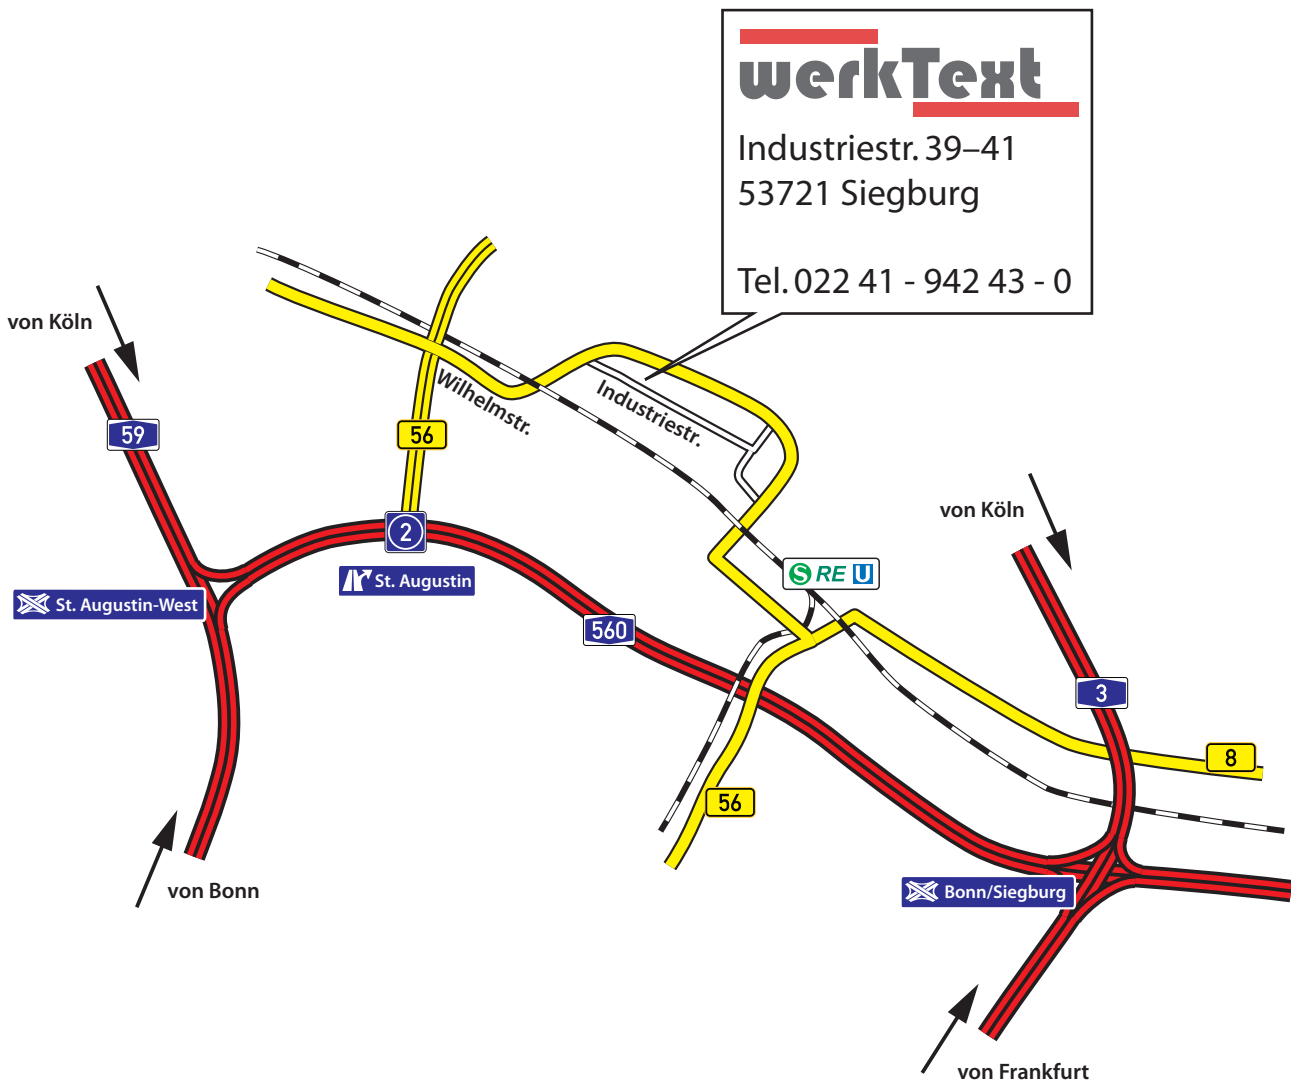 werkText
Industriestr. 39–41
53721 Siegburg
Tel. 022 41 - 942 43 - 0
von Köln
59
56
Wilhelmstr.
Industriestr.
2
St. Augustin
St. Augustin-West
von Köln
S RE U
560
3
8
56
von Bonn
Bonn/Siegburg
von Frankfurt